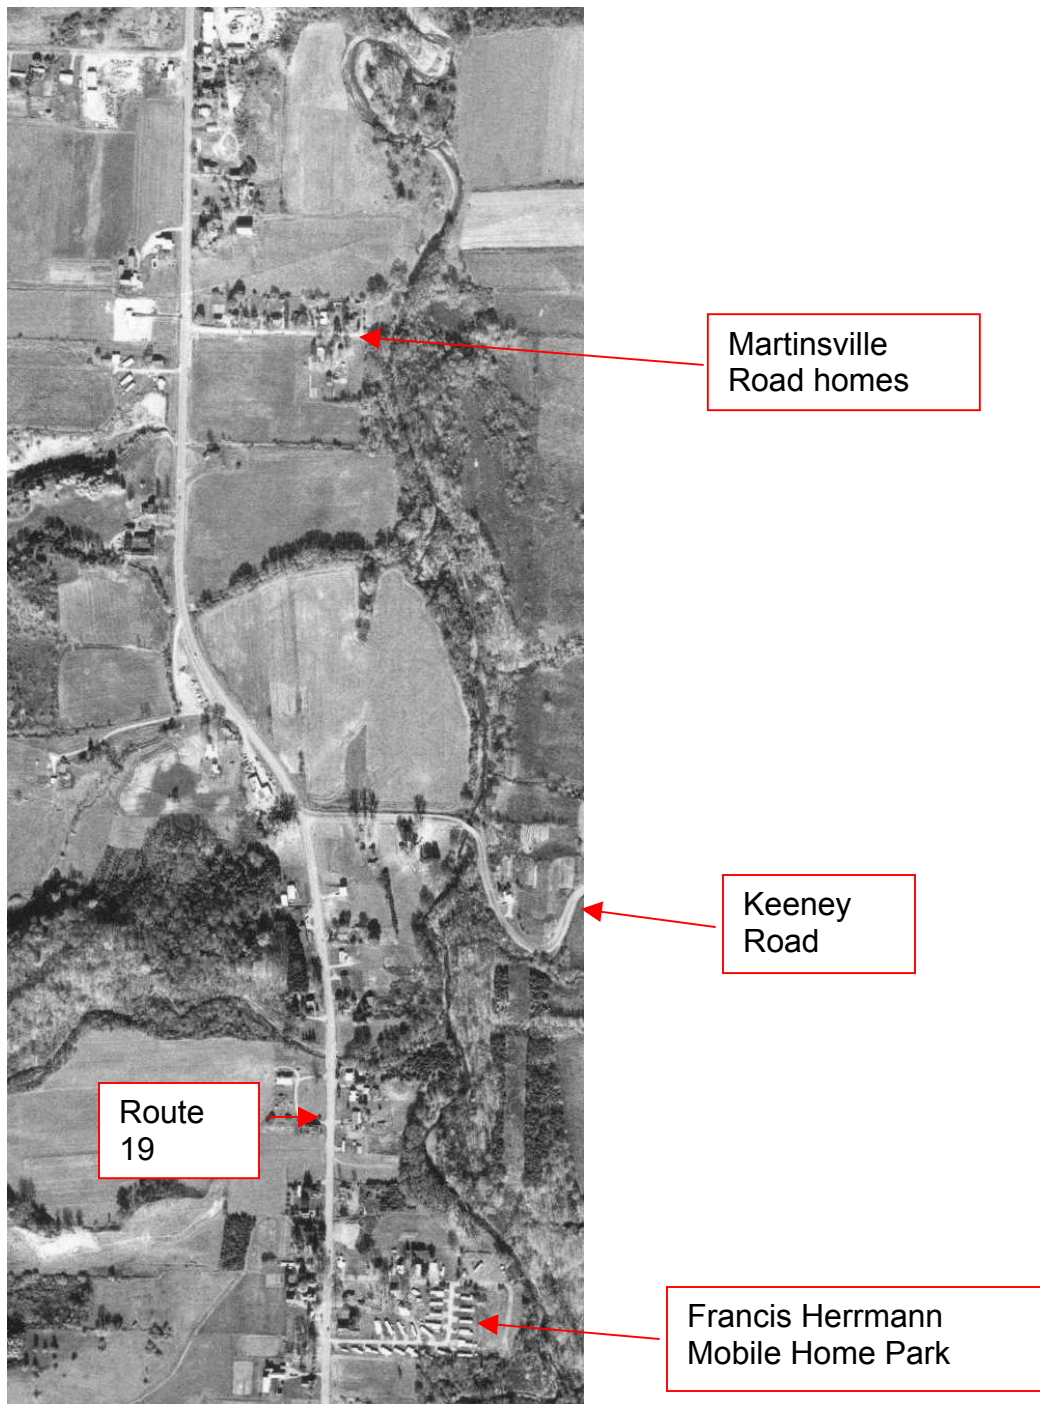 Martinsville
Road homes
Keeney
Road
Route
19
Francis Herrmann
Mobile Home Park